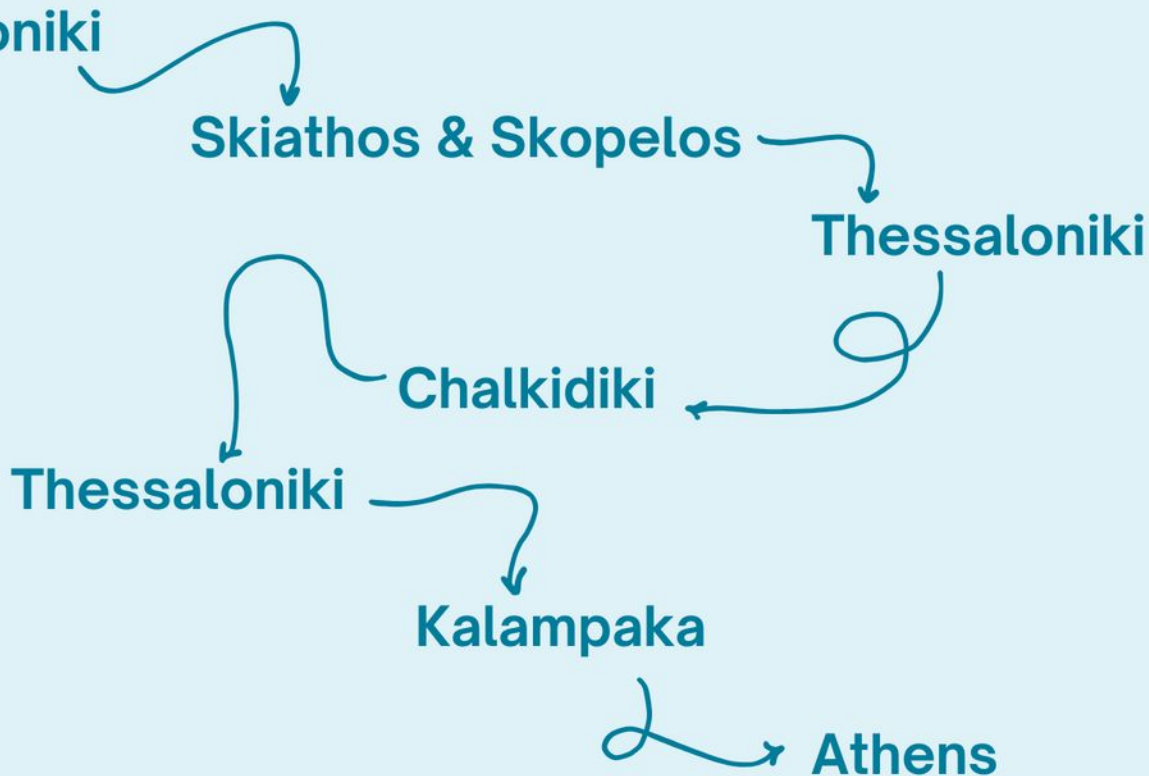 oniki
Skiathos & Skopelos
Thessaloniki
Chalkidiki
Thessaloniki
Kalampaka
Athens